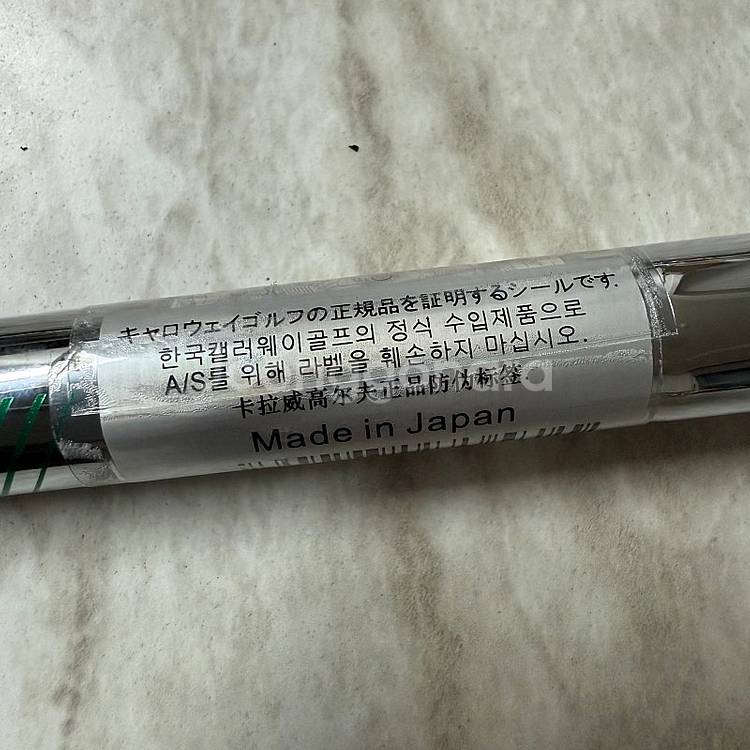 キャロウェイゴルフの正規品を証明するシールです.
한국캘러웨이골프의 정식 수입제품으로
A/S를 위해 라벨을 훼손하지 마십시오.
卡拉威高尔夫正品防伪标签
Made in Japan